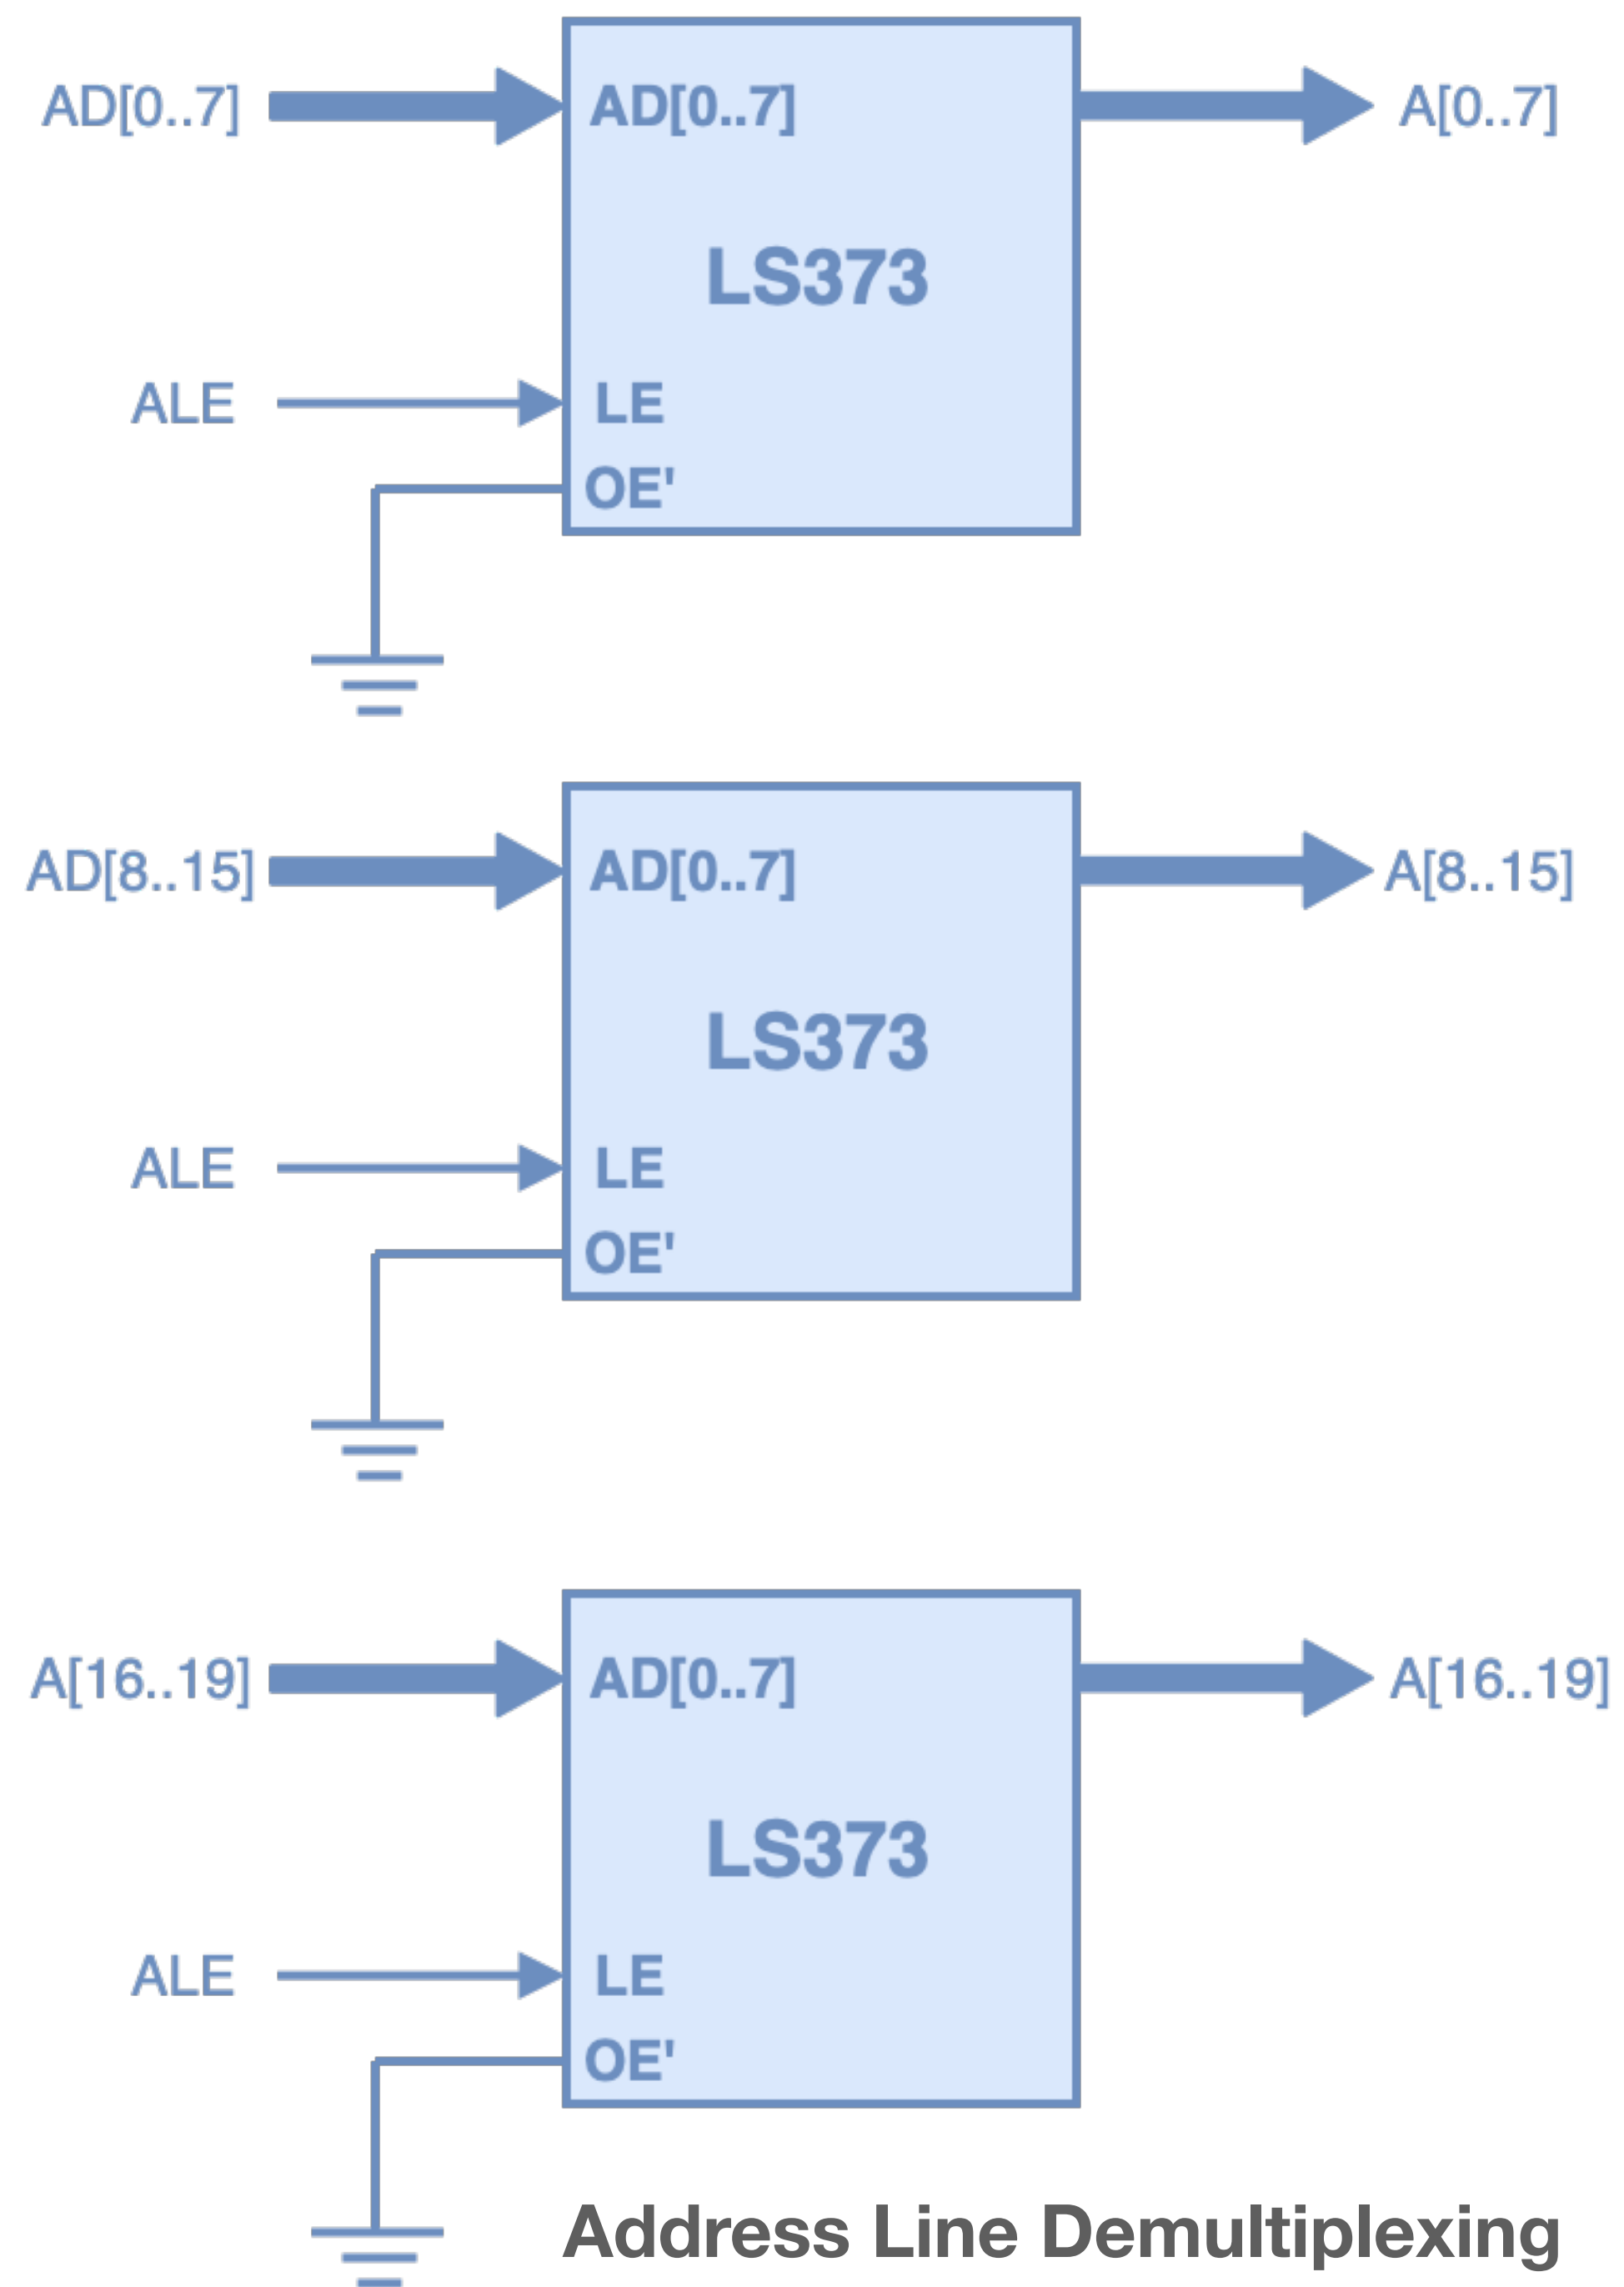 AD[0..7] AD[0..7] A[0..7]
LS373
ALE LE
OE'
AD[8..15] AD[0..7] A[8..15]
LS373
ALE LE
OE'
A[16..19] AD[0..7] A[16..19]
LS373
ALE LE
OE'
Address Line Demultiplexing